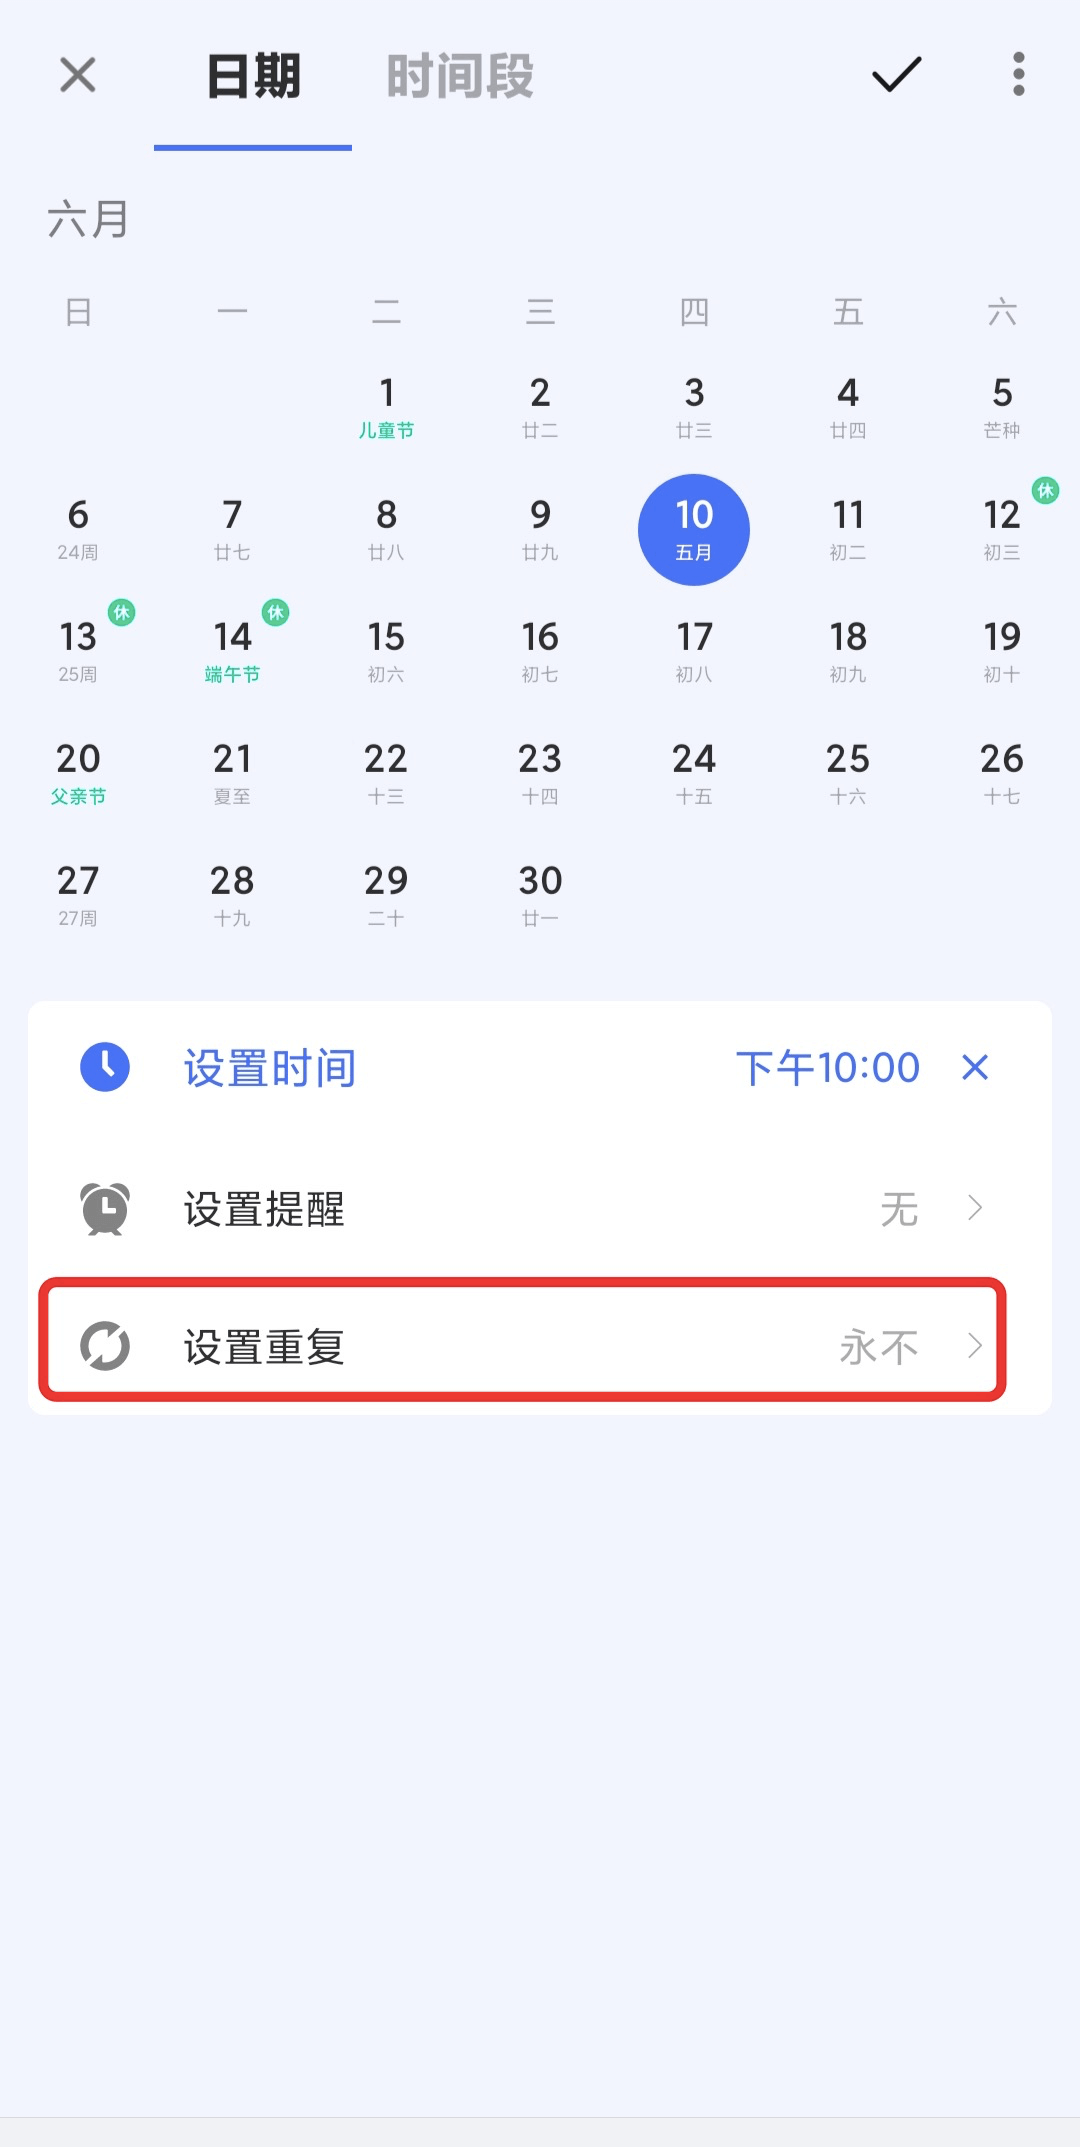 日期 时间段
六月
日 一 二 三 四 五 六
1 2 3 4 5
儿童节 廿二 廿三 廿四 芒种
休
6 7 8 9 10 11 12
24周 廿七 廿八 廿九 五月 初二 初三
休 休
13 14 15 16 17 18 19
25周 端午节 初六 初七 初八 初九 初十
20 21 22 23 24 25 26
父亲节 夏至 十三 十四 十五 十六 十七
27 28 29 30
27周 十九 二十 廿一
设置时间 下午10:00
设置提醒 无
设置重复 永不